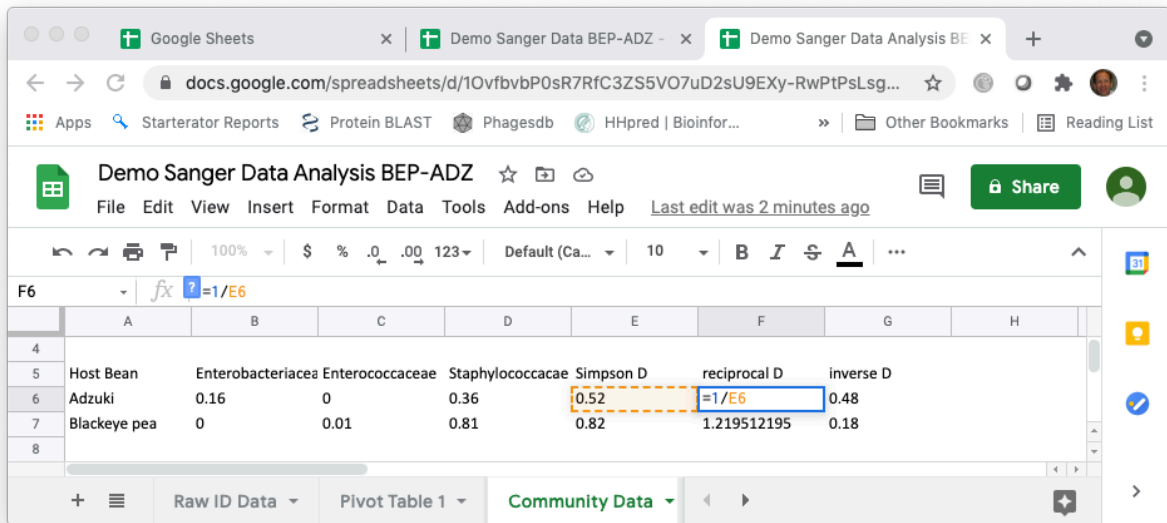 Google Sheets × Demo Sanger Data BEP-ADZ - × Demo Sanger Data Analysis BE × +
docs.google.com/spreadsheets/d/1OvfbvbP0sR7RfC3ZS5VO7uD2sU9EXy-RwPtPsLsg...
Apps Starterator Reports Protein BLAST Phagesdb HHpred | Bioinfor... » Other Bookmarks Reading List
Demo Sanger Data Analysis BEP-ADZ
File Edit View Insert Format Data Tools Add-ons Help Last edit was 2 minutes ago
Share
100% $ % .0 .00 123 Default (Ca... 10 B I S A ...
31
F6 fx ? =1/E6
A B C D E F G H
4
5 Host Bean Enterobacteriacea Enterococcaceae Staphylococcacae Simpson D reciprocal D inverse D
6 Adzuki 0.16 0 0.36 0.52 =1/E6 0.48
7 Blackeye pea 0 0.01 0.81 0.82 1.219512195 0.18
8
+ Raw ID Data Pivot Table 1 Community Data